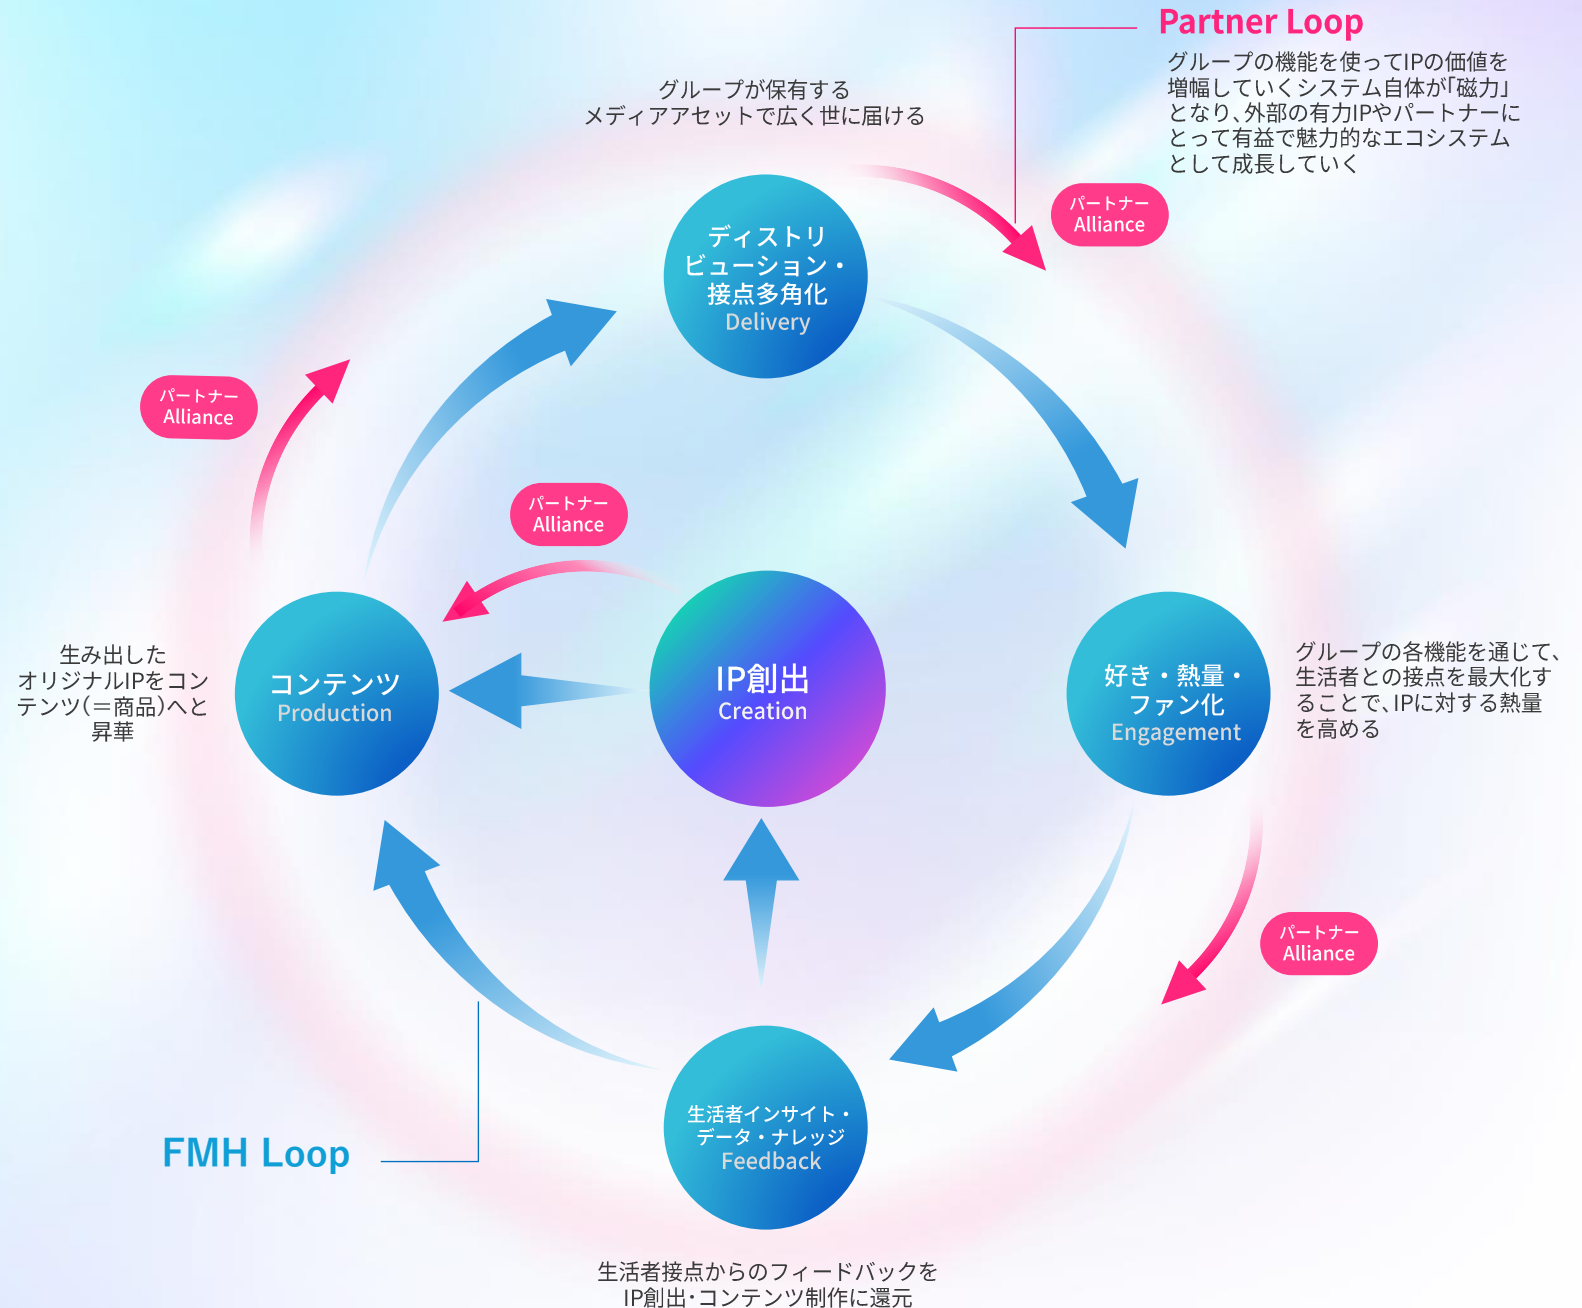 Partner Loop
グループの機能を使ってIPの価値を
増幅していくシステム自体が「磁力」
となり、外部の有力IPやパートナーに
とって有益で魅力的なエコシステム
として成長していく
グループが保有する
メディアアセットで広く世に届ける
パートナー
Alliance
ディストリ
ビューション・
接点多角化
Delivery
パートナー
Alliance
パートナー
Alliance
生み出した
オリジナルIPをコン
テンツ(=商品)へと
昇華
コンテンツ
Production
IP創出
Creation
好き・熱量・
ファン化
Engagement
グループの各機能を通じて、
生活者との接点を最大化す
ることで、IPに対する熱量
を高める
パートナー
Alliance
FMH Loop
生活者インサイト・
データ・ナレッジ
Feedback
生活者接点からのフィードバックを
IP創出・コンテンツ制作に還元